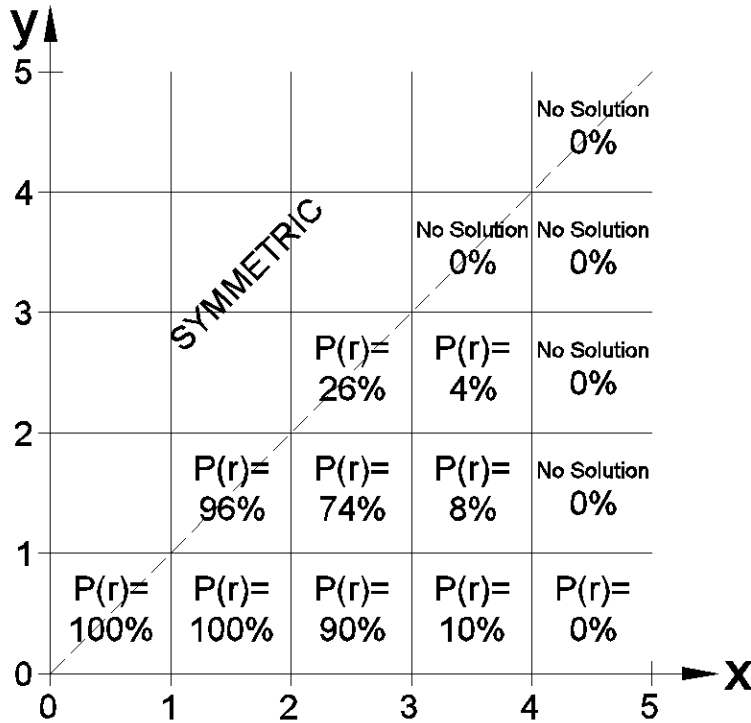 y
5
No Solution
0%
4
SYMMETRIC
No Solution No Solution
0% 0%
3
P(r)= P(r)= No Solution
26% 4% 0%
2
P(r)= P(r)= P(r)= No Solution
96% 74% 8% 0%
1
P(r)= P(r)= P(r)= P(r)= P(r)=
100% 100% 90% 10% 0%
0
x
0 1 2 3 4 5